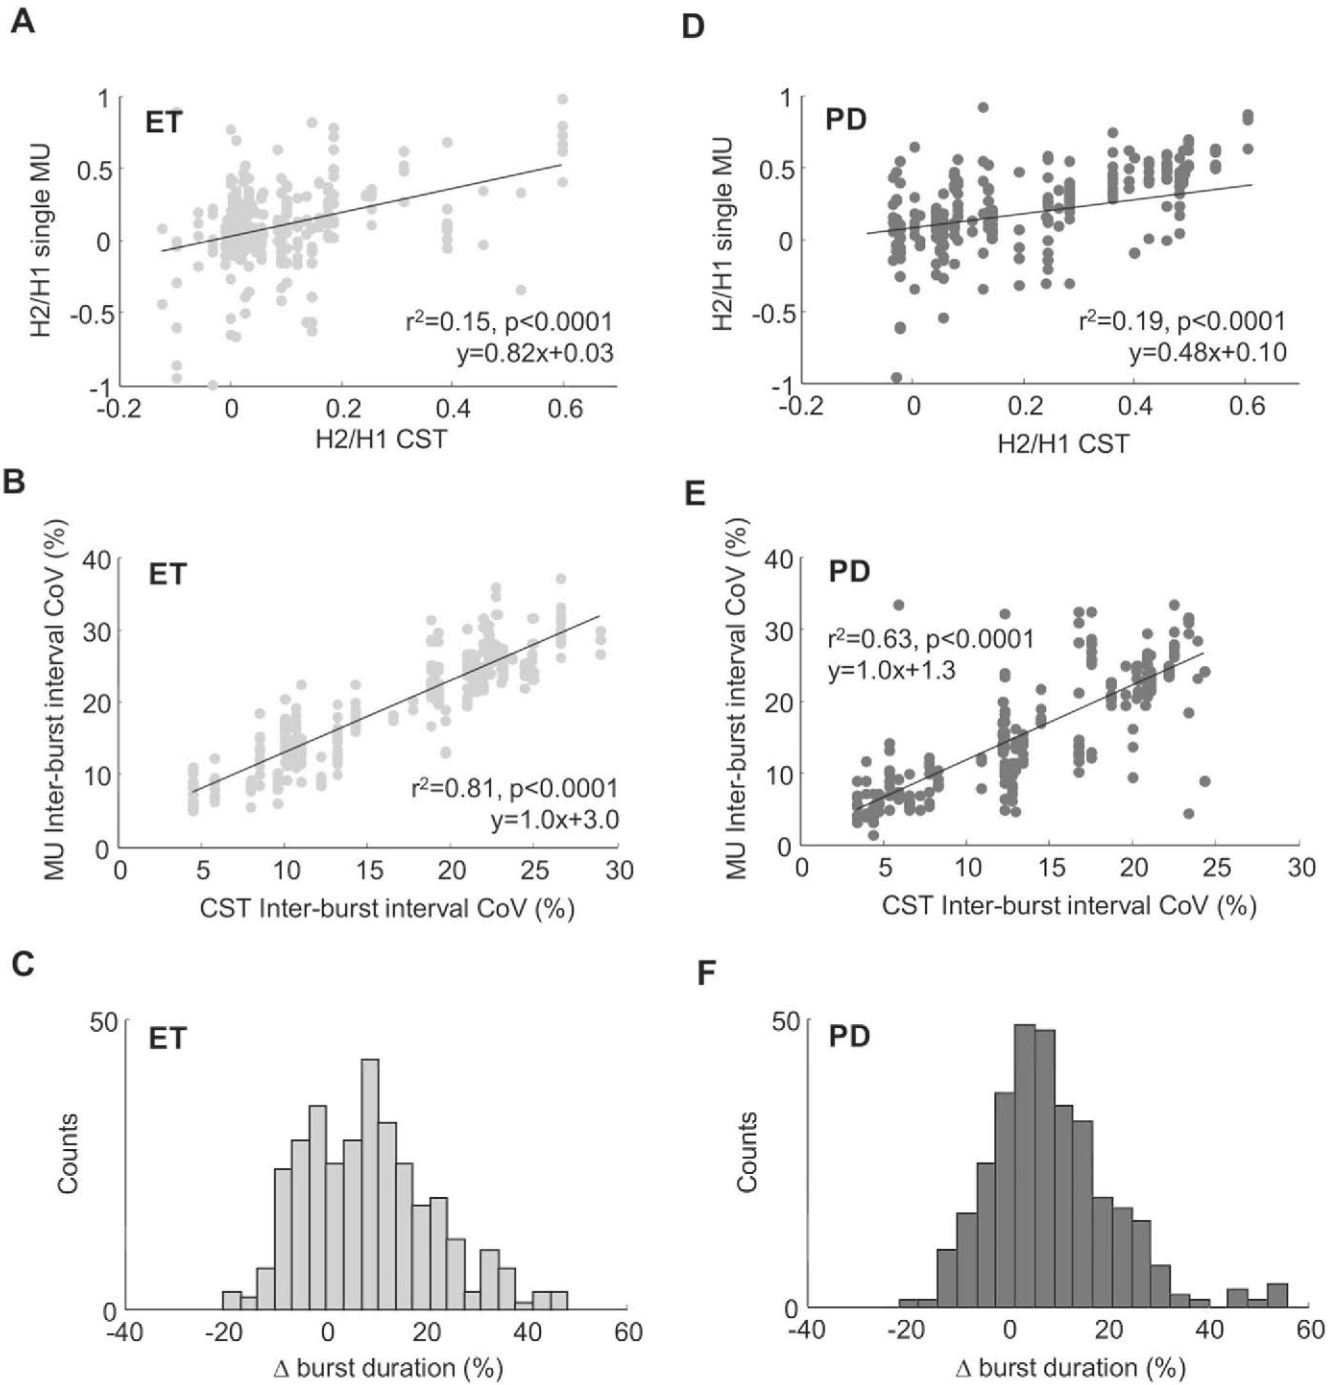 A
ET
H2/H1 single MU
1
0.5
0
-0.5
-1
r²=0.15, p<0.0001
y=0.82x+0.03
-0.2
0
0.2
0.4
0.6
H2/H1 CST
D
PD
H2/H1 single MU
1
0.5
0
-0.5
-1
r²=0.19, p<0.0001
y=0.48x+0.10
-0.2
0
0.2
0.4
0.6
H2/H1 CST
B
ET
MU Inter-burst interval CoV (%)
40
30
20
10
0
r²=0.81, p<0.0001
y=1.0x+3.0
0
5
10
15
20
25
30
CST Inter-burst interval CoV (%)
E
PD
MU Inter-burst interval CoV (%)
40
30
20
10
0
r²=0.63, p<0.0001
y=1.0x+1.3
0
5
10
15
20
25
30
CST Inter-burst interval CoV (%)
C
ET
Counts
50
0
-40
-20
0
20
40
60
Δ burst duration (%)
F
PD
Counts
50
0
-40
-20
0
20
40
60
Δ burst duration (%)